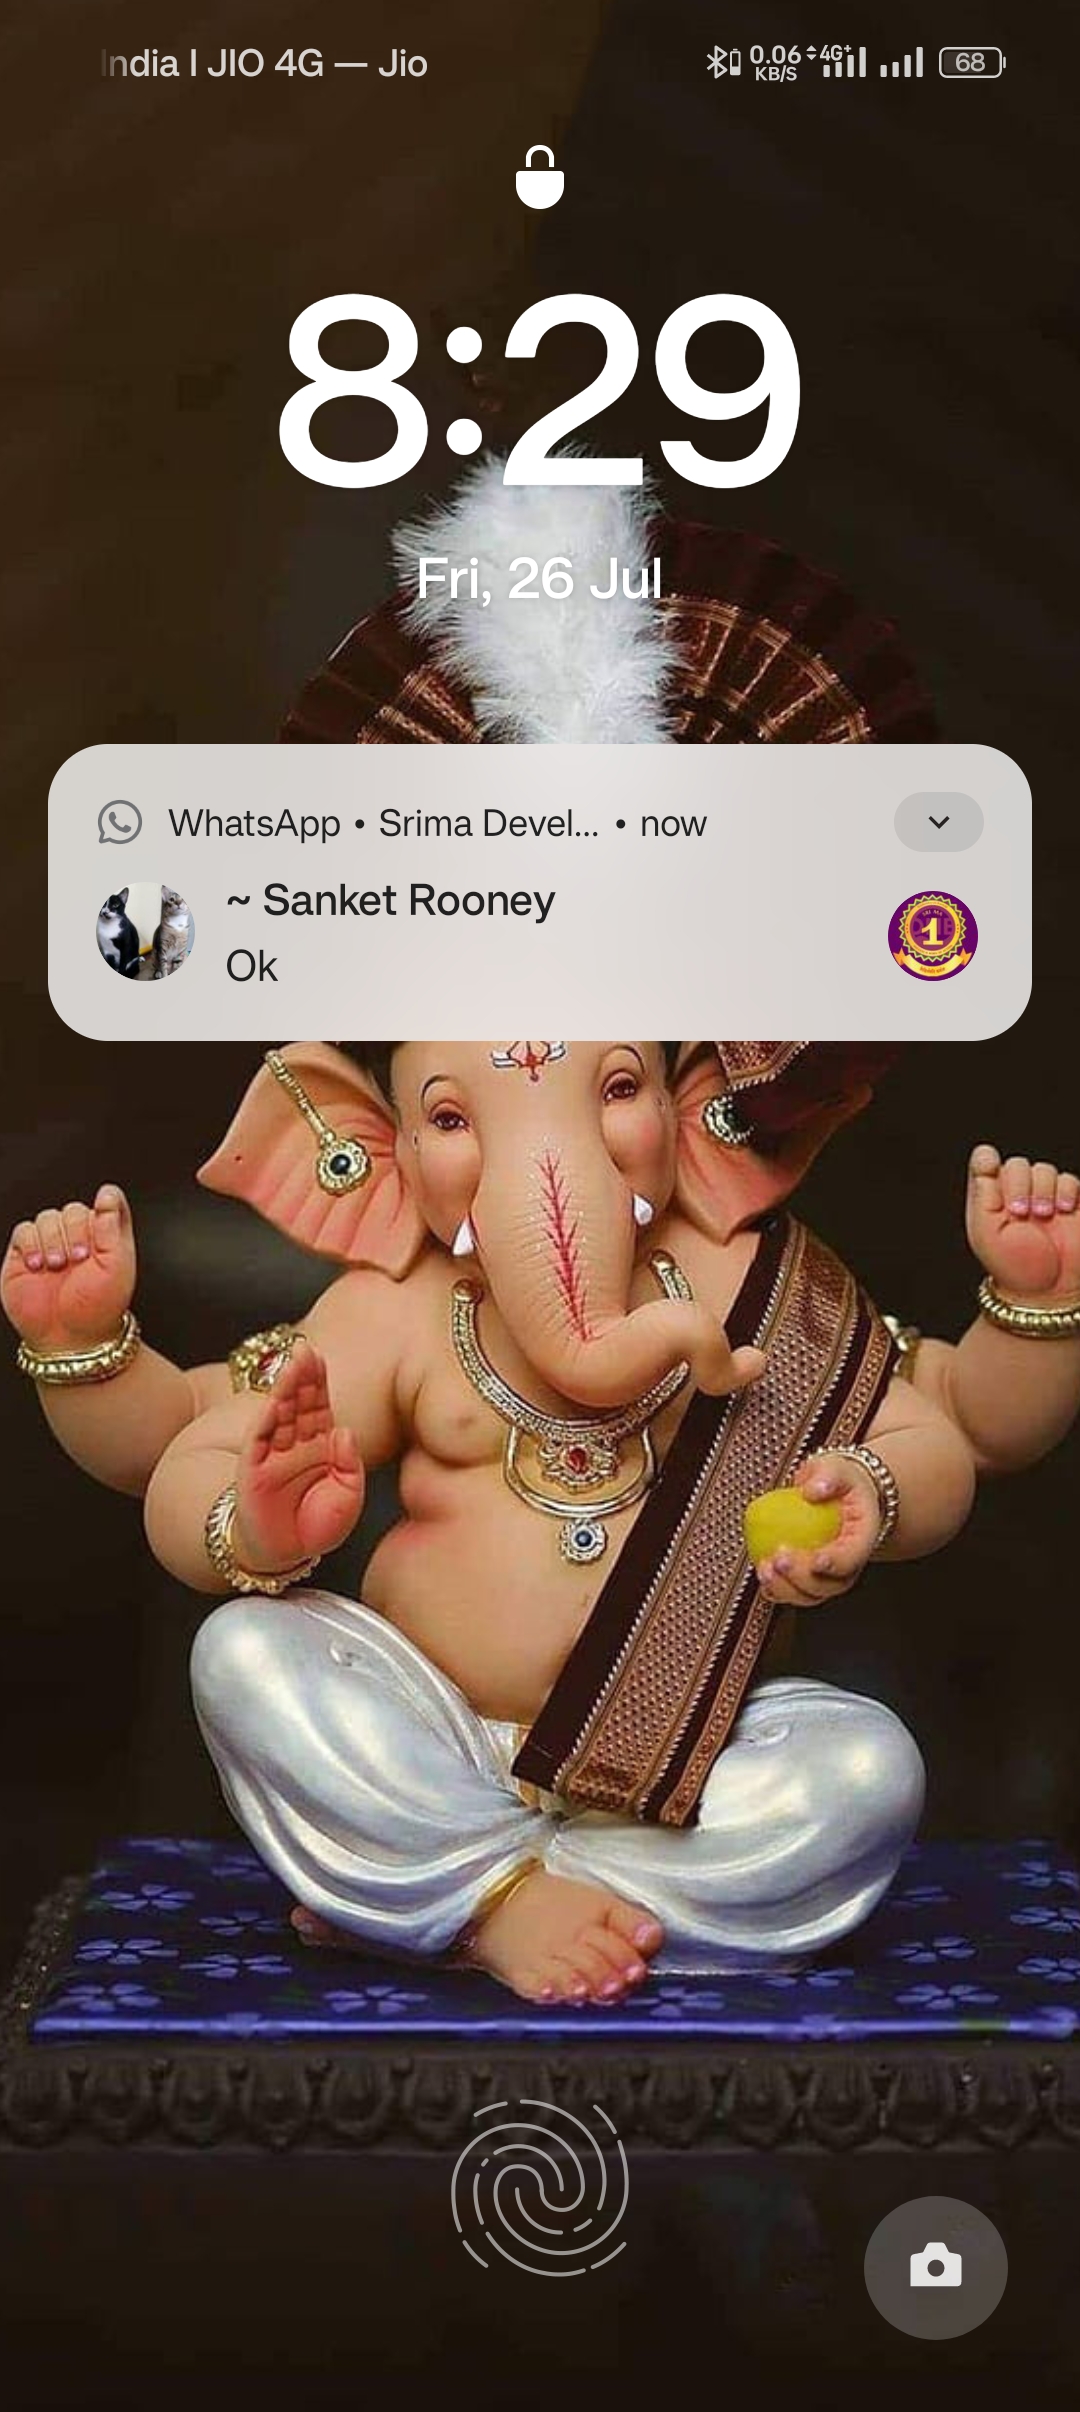 India I JIO 4G — Jio
0.06 KB/S 4G+ 68
8:29
Fri, 26 Jul
WhatsApp • Srima Devel... • now
~ Sanket Rooney
Ok
1